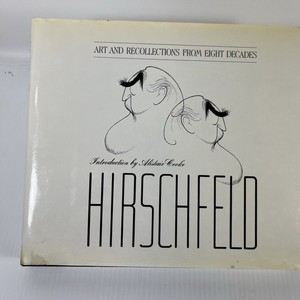 ART AND RECOLLECTIONS FROM EIGHT DECADES
Introduction by Alistair Cooke
HIRSCHFELD